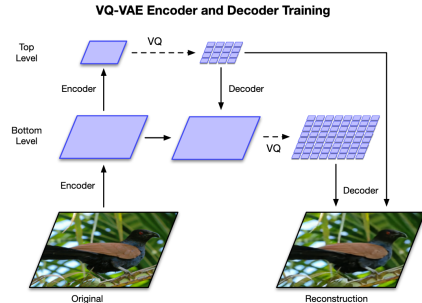 VQ-VAE Encoder and Decoder Training
Top
Level
VQ
Encoder
Decoder
Bottom
Level
VQ
Encoder
Decoder
Original
Reconstruction